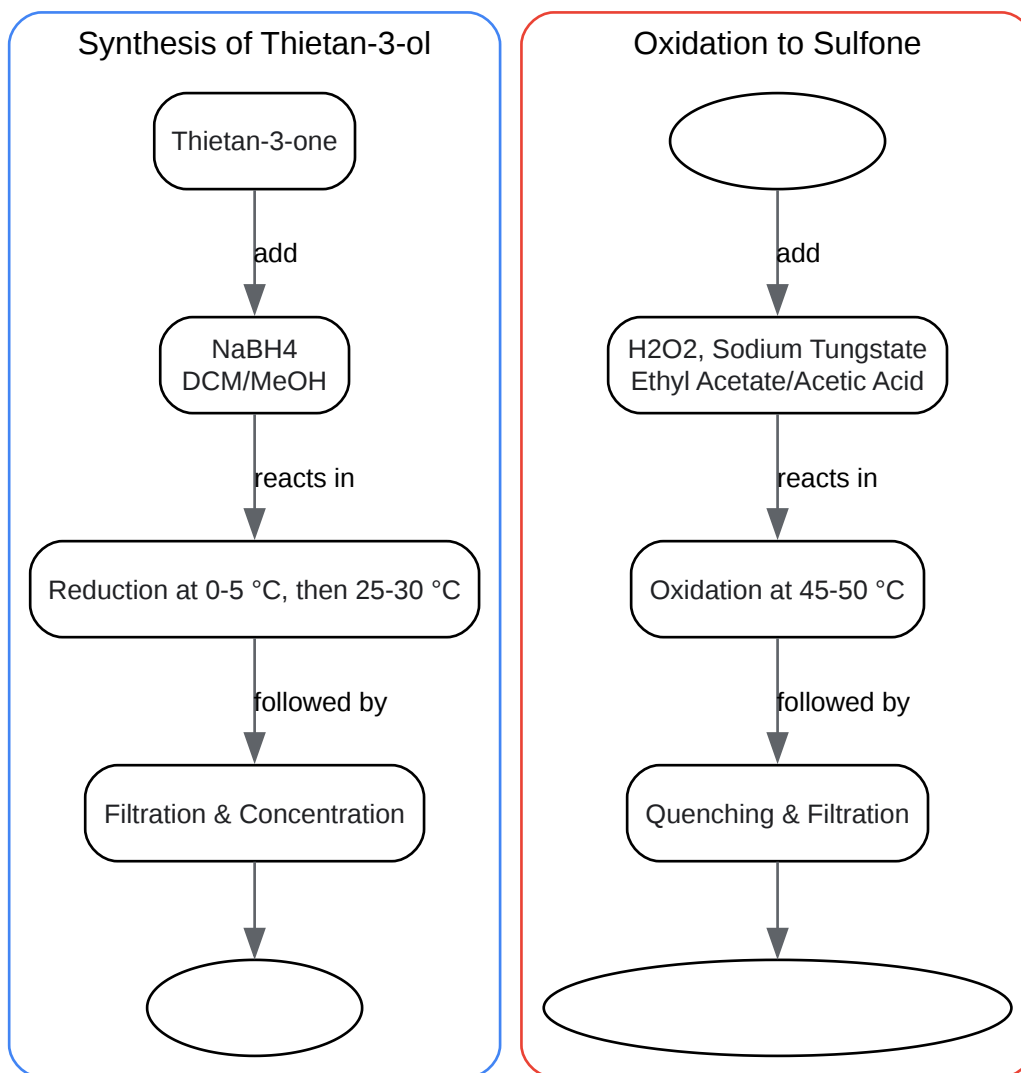 Synthesis of Thietan-3-ol
Thietan-3-one
add
NaBH4
DCM/MeOH
reacts in
Reduction at 0-5 °C, then 25-30 °C
followed by
Filtration & Concentration
Oxidation to Sulfone
add
H2O2, Sodium Tungstate
Ethyl Acetate/Acetic Acid
reacts in
Oxidation at 45-50 °C
followed by
Quenching & Filtration